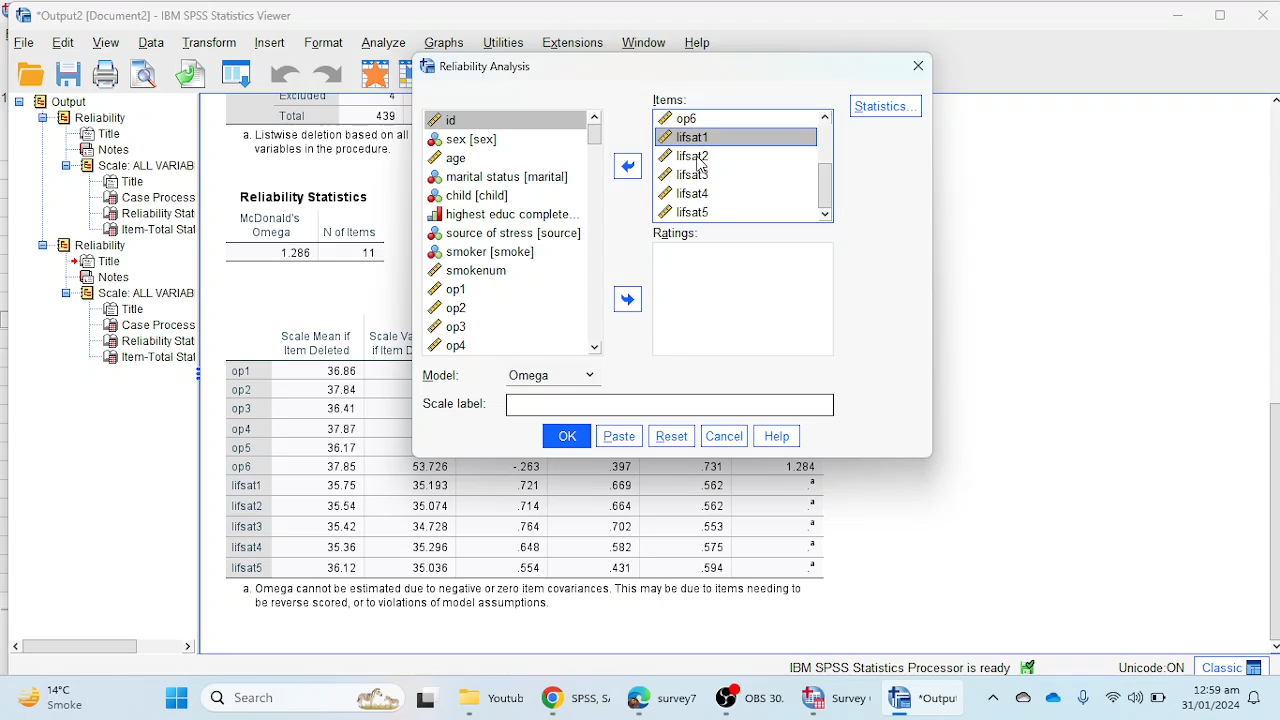 *Output2 [Document2] - IBM SPSS Statistics Viewer
File Edit View Data Transform Insert Format Analyze Graphs Utilities Extensions Window Help
Output
Reliability
Title
Notes
Scale: ALL VARIAB
Title
Case Process
Reliability Stat
Item-Total Stat
Reliability
Title
Notes
Scale: ALL VARIAB
Title
Case Process
Reliability Stat
Item-Total Stat
Excluded 4
Total 439
a. Listwise deletion based on all
variables in the procedure.
Reliability Statistics
McDonald's
Omega N of Items
1.286 11
Scale Mean if
Item Deleted
Scale Va
if Item D
op1 36.86
op2 37.84
op3 36.41
op4 37.87
op5 36.17
op6 37.85 53.726 -.263 .397 .731 1.284
lifsat1 35.75 35.193 .721 .669 .562 .a
lifsat2 35.54 35.074 .714 .664 .562 .a
lifsat3 35.42 34.728 .764 .702 .553 .a
lifsat4 35.36 35.296 .648 .582 .575 .a
lifsat5 36.12 35.036 .554 .431 .594 .a
a. Omega cannot be estimated due to negative or zero item covariances. This may be due to items needing to
be reverse scored, or to violations of model assumptions.
Reliability Analysis
id
sex [sex]
age
marital status [marital]
child [child]
highest educ complete...
source of stress [source]
smoker [smoke]
smokenum
op1
op2
op3
op4
Items:
op6
lifsat1
lifsat2
lifsat3
lifsat4
lifsat5
Ratings:
Statistics...
Model: Omega
Scale label:
OK Paste Reset Cancel Help
IBM SPSS Statistics Processor is ready Unicode:ON Classic
14°C
Smoke
Search
Youtub
SPSS, S/
survey7
OBS 30.
Survey
*Outpu
12:59 am
31/01/2024